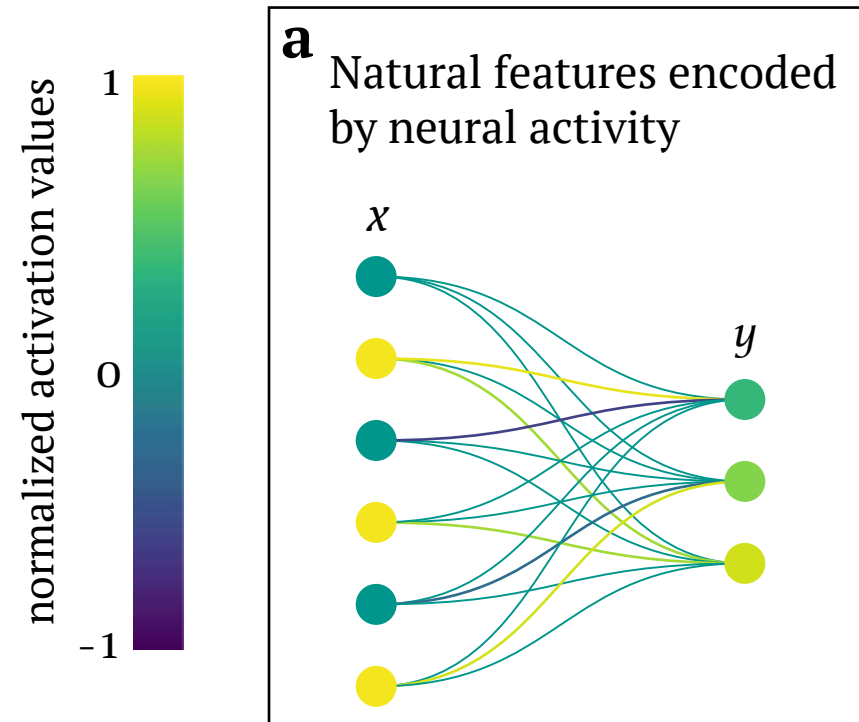 a
Natural features encoded
by neural activity
normalized activation values
1
0
-1
x
y